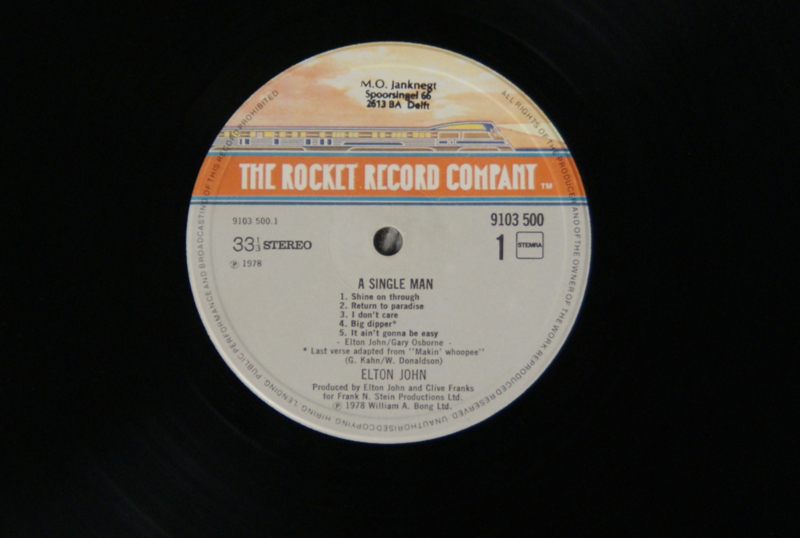 M.O. Janknegt
Spoorsingel 66
2613 BA Delft
THE ROCKET RECORD COMPANY ™
9103 500.1
9103 500
33⅓ STEREO
1
STEMRA
℗ 1978
A SINGLE MAN
1. Shine on through
2. Return to paradise
3. I don't care
4. Big dipper*
5. It ain't gonna be easy
- Elton John/Gary Osborne -
* Last verse adapted from "Makin' whoopee"
(G. Kahn/W. Donaldson)
ELTON JOHN
Produced by Elton John and Clive Franks
for Frank N. Stein Productions Ltd.
℗ 1978 William A. Bong Ltd.
ALL RIGHTS OF THE PRODUCER AND OF THE OWNER OF THE WORK REPRODUCED RESERVED. UNAUTHORISED COPYING, HIRING, LENDING, PUBLIC PERFORMANCE AND BROADCASTING OF THIS RECORD PROHIBITED